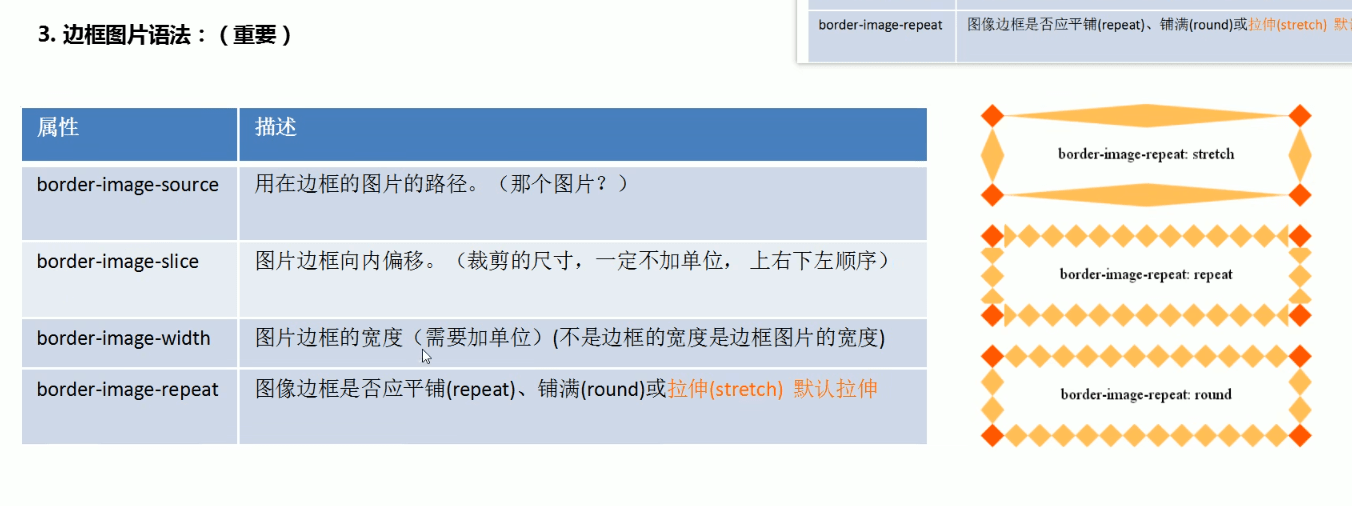 3. 边框图片语法：（重要）
border-image-repeat 图像边框是否应平铺(repeat)、铺满(round)或拉伸(stretch) 默
属性 描述
border-image-source 用在边框的图片的路径。（那个图片？）
border-image-slice 图片边框向内偏移。（裁剪的尺寸，一定不加单位， 上右下左顺序）
border-image-width 图片边框的宽度（需要加单位）(不是边框的宽度是边框图片的宽度)
border-image-repeat 图像边框是否应平铺(repeat)、铺满(round)或拉伸(stretch) 默认拉伸
border-image-repeat: stretch
border-image-repeat: repeat
border-image-repeat: round